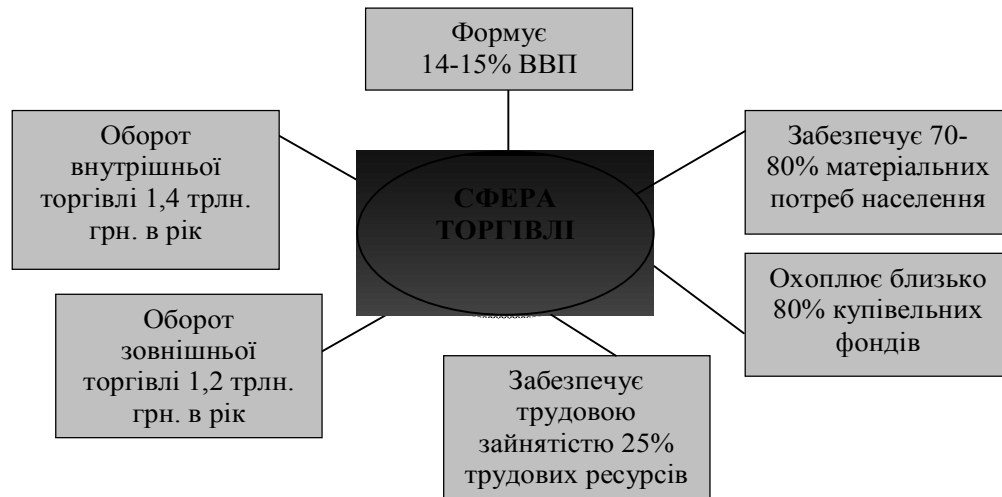 Формує
14-15% ВВП
Оборот
внутрішньої
торгівлі 1,4 трлн.
грн. в рік
Забезпечує 70-
80% матеріальних
потреб населення
СФЕРА
ТОРГІВЛІ
Охоплює близько
80% купівельних
фондів
Оборот
зовнішньої
торгівлі 1,2 трлн.
грн. в рік
Забезпечує
трудовою
зайнятістю 25%
трудових ресурсів